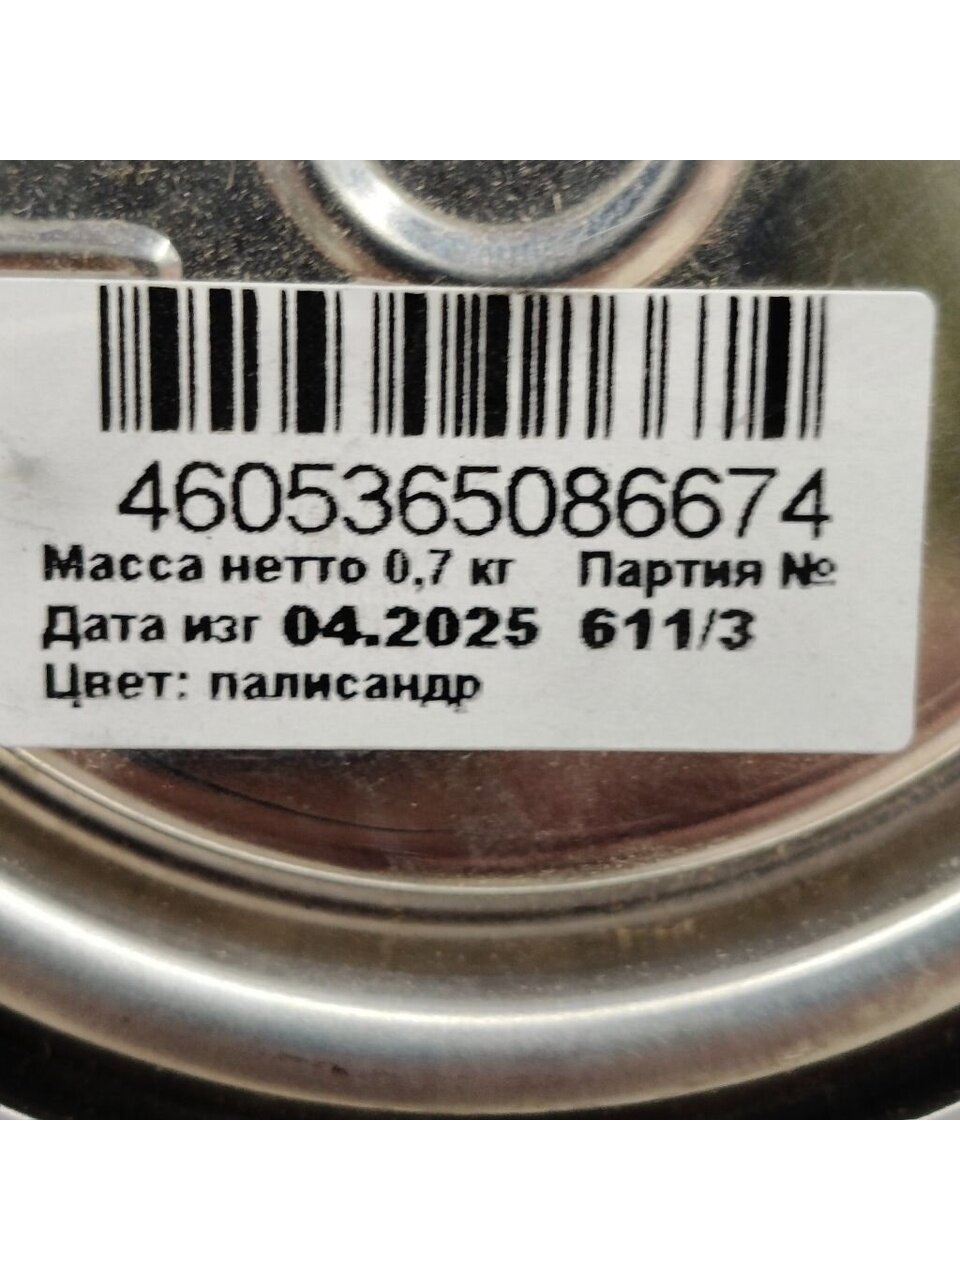 4605365086674
Масса нетто 0,7 кг Партия №
Дата изг 04.2025 611/3
Цвет: палисандр